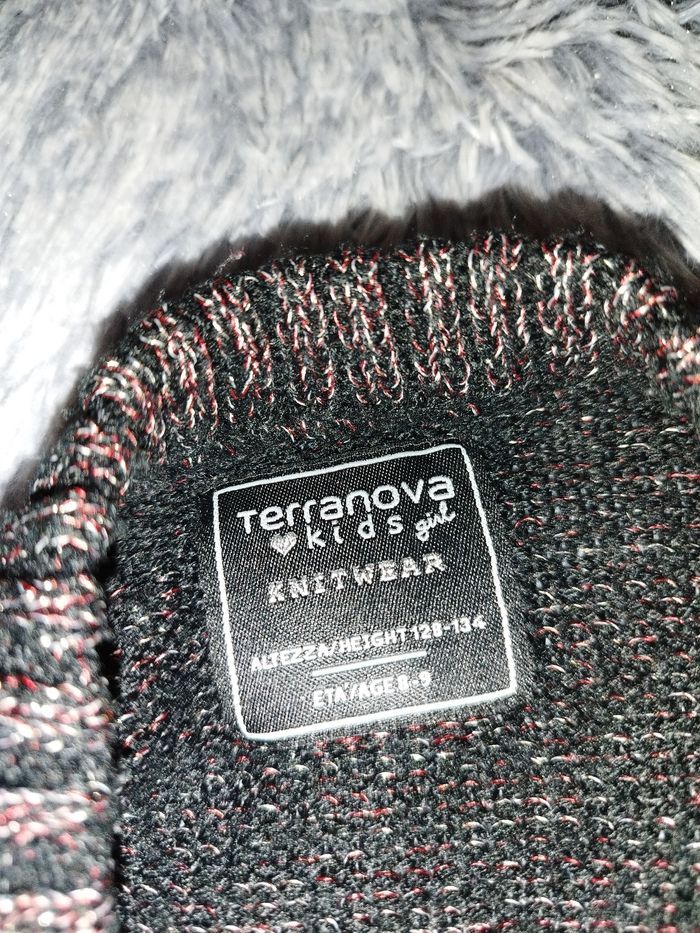 Terranova
kids girl
KNITWEAR
ALTEZZA/HEIGHT 128-134
ETA/AGE 8-9